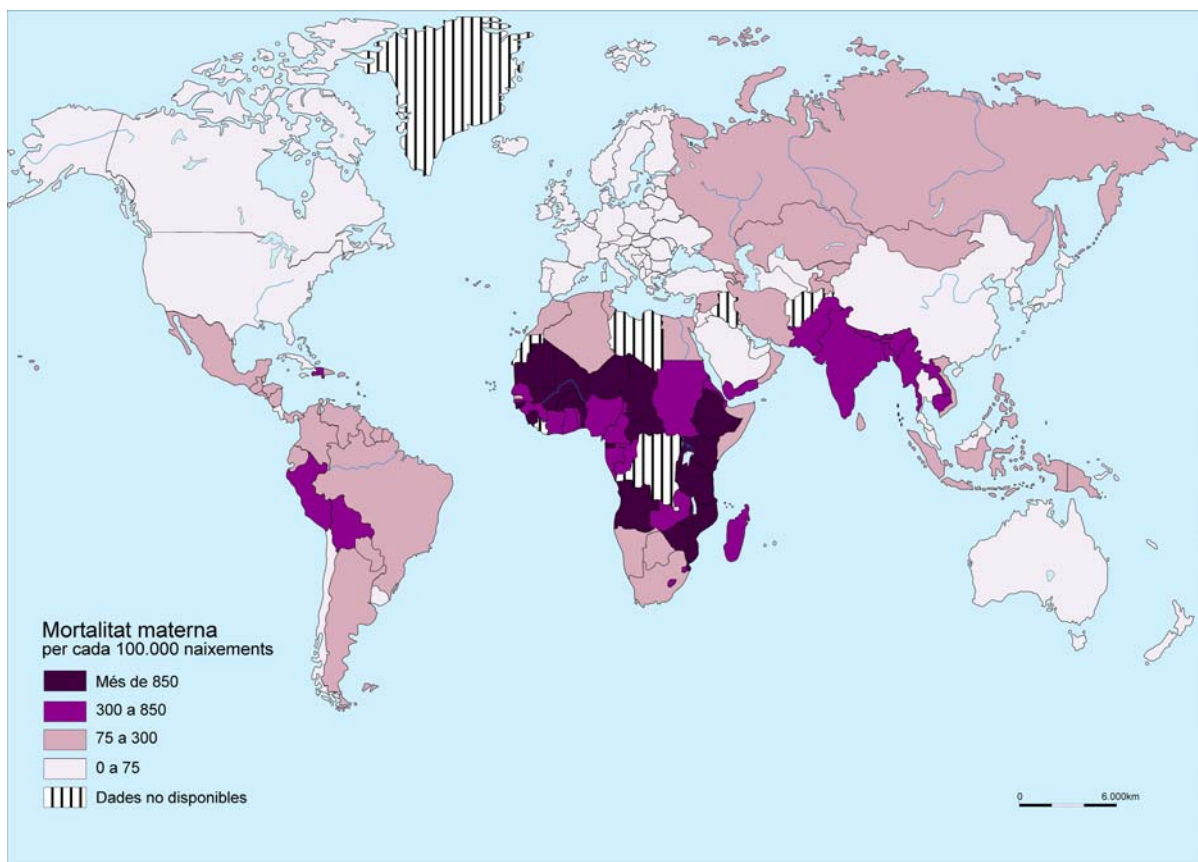 Mortalitat materna
per cada 100.000 naixements
Més de 850
300 a 850
75 a 300
0 a 75
Dades no disponibles
0 6.000km